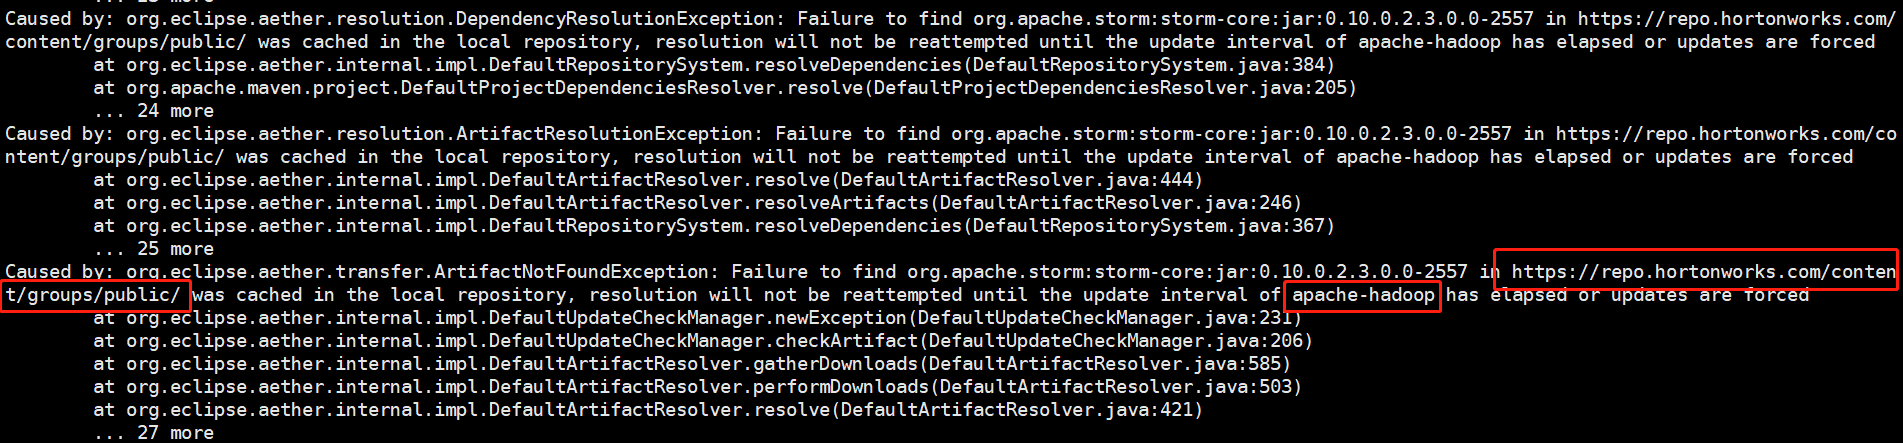 ... 23 more
Caused by: org.eclipse.aether.resolution.DependencyResolutionException: Failure to find org.apache.storm:storm-core:jar:0.10.0.2.3.0.0-2557 in https://repo.hortonworks.com/
content/groups/public/ was cached in the local repository, resolution will not be reattempted until the update interval of apache-hadoop has elapsed or updates are forced
at org.eclipse.aether.internal.impl.DefaultRepositorySystem.resolveDependencies(DefaultRepositorySystem.java:384)
at org.apache.maven.project.DefaultProjectDependenciesResolver.resolve(DefaultProjectDependenciesResolver.java:205)
... 24 more
Caused by: org.eclipse.aether.resolution.ArtifactResolutionException: Failure to find org.apache.storm:storm-core:jar:0.10.0.2.3.0.0-2557 in https://repo.hortonworks.com/co
ntent/groups/public/ was cached in the local repository, resolution will not be reattempted until the update interval of apache-hadoop has elapsed or updates are forced
at org.eclipse.aether.internal.impl.DefaultArtifactResolver.resolve(DefaultArtifactResolver.java:444)
at org.eclipse.aether.internal.impl.DefaultArtifactResolver.resolveArtifacts(DefaultArtifactResolver.java:246)
at org.eclipse.aether.internal.impl.DefaultRepositorySystem.resolveDependencies(DefaultRepositorySystem.java:367)
... 25 more
Caused by: org.eclipse.aether.transfer.ArtifactNotFoundException: Failure to find org.apache.storm:storm-core:jar:0.10.0.2.3.0.0-2557 in https://repo.hortonworks.com/conten
t/groups/public/ was cached in the local repository, resolution will not be reattempted until the update interval of apache-hadoop has elapsed or updates are forced
at org.eclipse.aether.internal.impl.DefaultUpdateCheckManager.newException(DefaultUpdateCheckManager.java:231)
at org.eclipse.aether.internal.impl.DefaultUpdateCheckManager.checkArtifact(DefaultUpdateCheckManager.java:206)
at org.eclipse.aether.internal.impl.DefaultArtifactResolver.gatherDownloads(DefaultArtifactResolver.java:585)
at org.eclipse.aether.internal.impl.DefaultArtifactResolver.performDownloads(DefaultArtifactResolver.java:503)
at org.eclipse.aether.internal.impl.DefaultArtifactResolver.resolve(DefaultArtifactResolver.java:421)
... 27 more